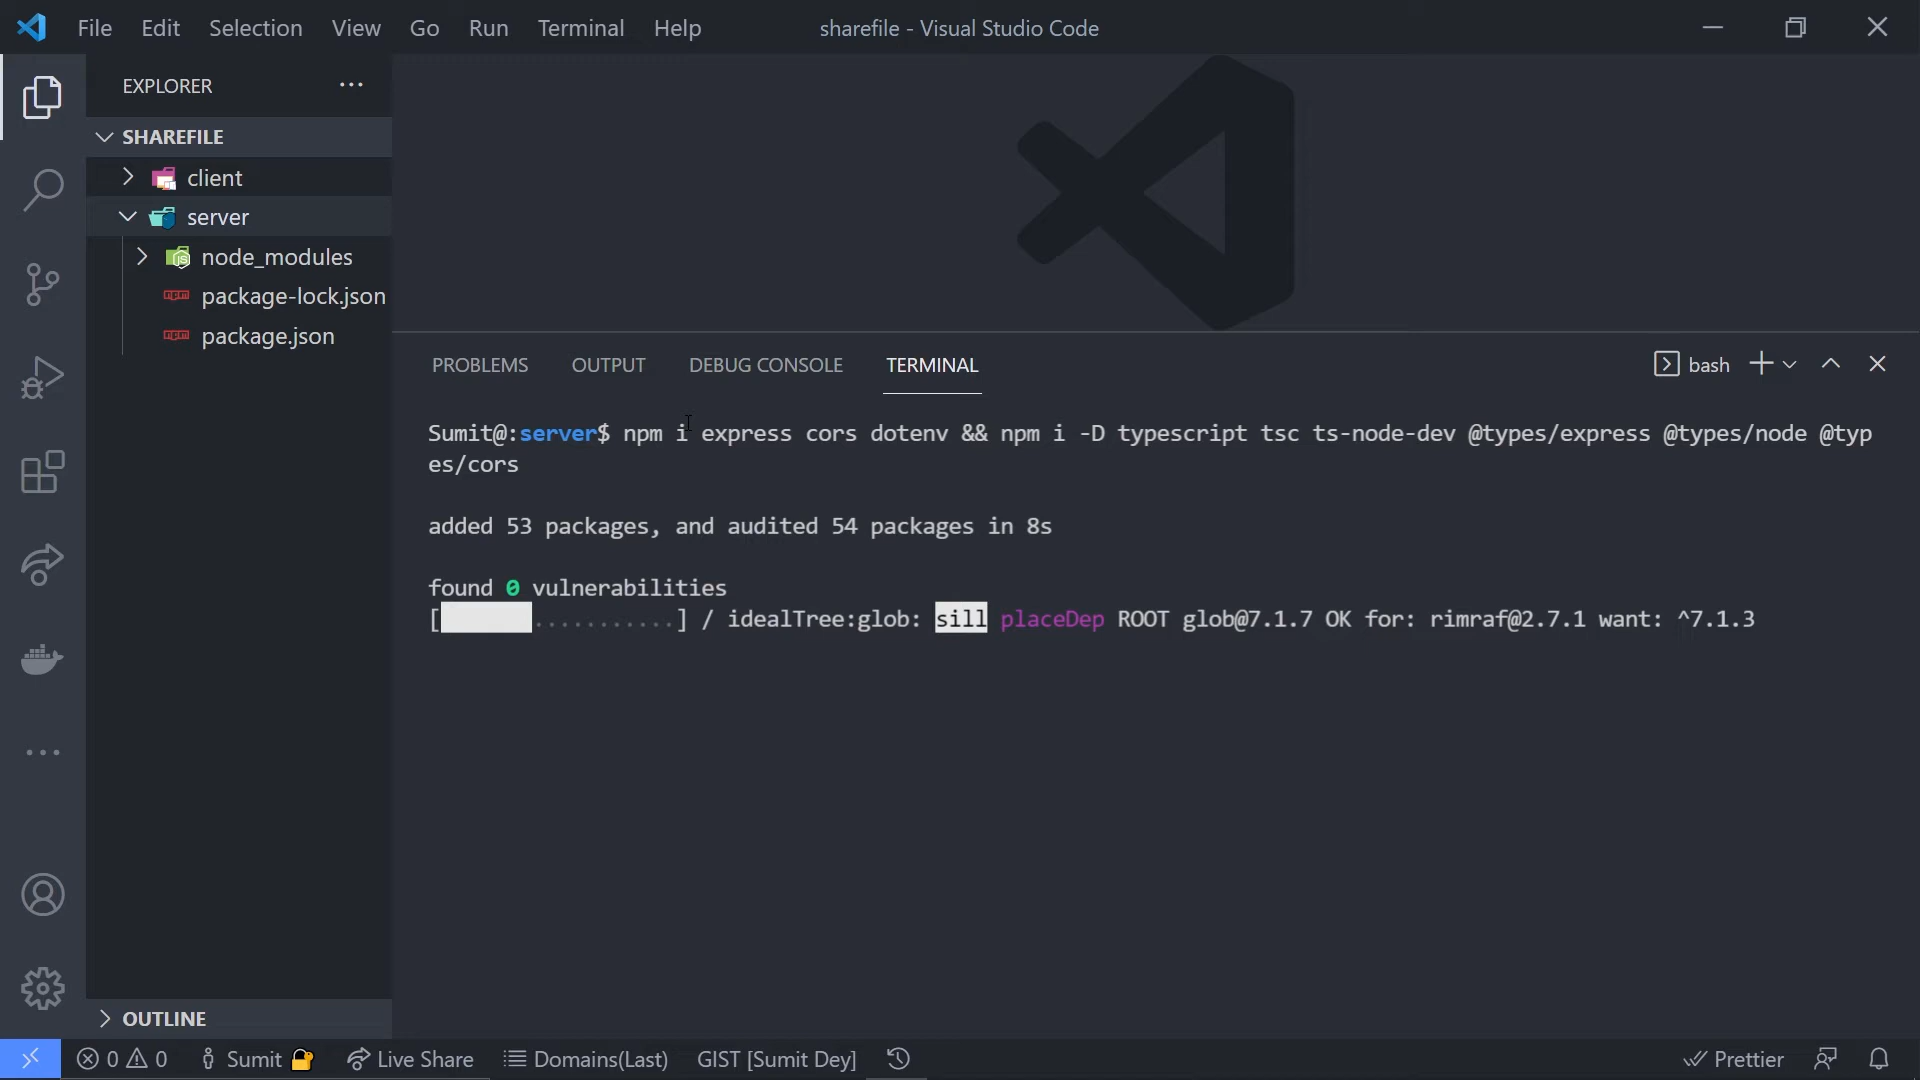 File Edit Selection View Go Run Terminal Help sharefile - Visual Studio Code
EXPLORER ...
SHAREFILE
client
server
node_modules
package-lock.json
package.json
OUTLINE
PROBLEMS OUTPUT DEBUG CONSOLE TERMINAL bash
Sumit@:server$ npm i express cors dotenv && npm i -D typescript tsc ts-node-dev @types/express @types/node @typ
es/cors
added 53 packages, and audited 54 packages in 8s
found 0 vulnerabilities
[       ...........] / idealTree:glob: sill placeDep ROOT glob@7.1.7 OK for: rimraf@2.7.1 want: ^7.1.3
0 0 Sumit Live Share Domains(Last) GIST [Sumit Dey] Prettier